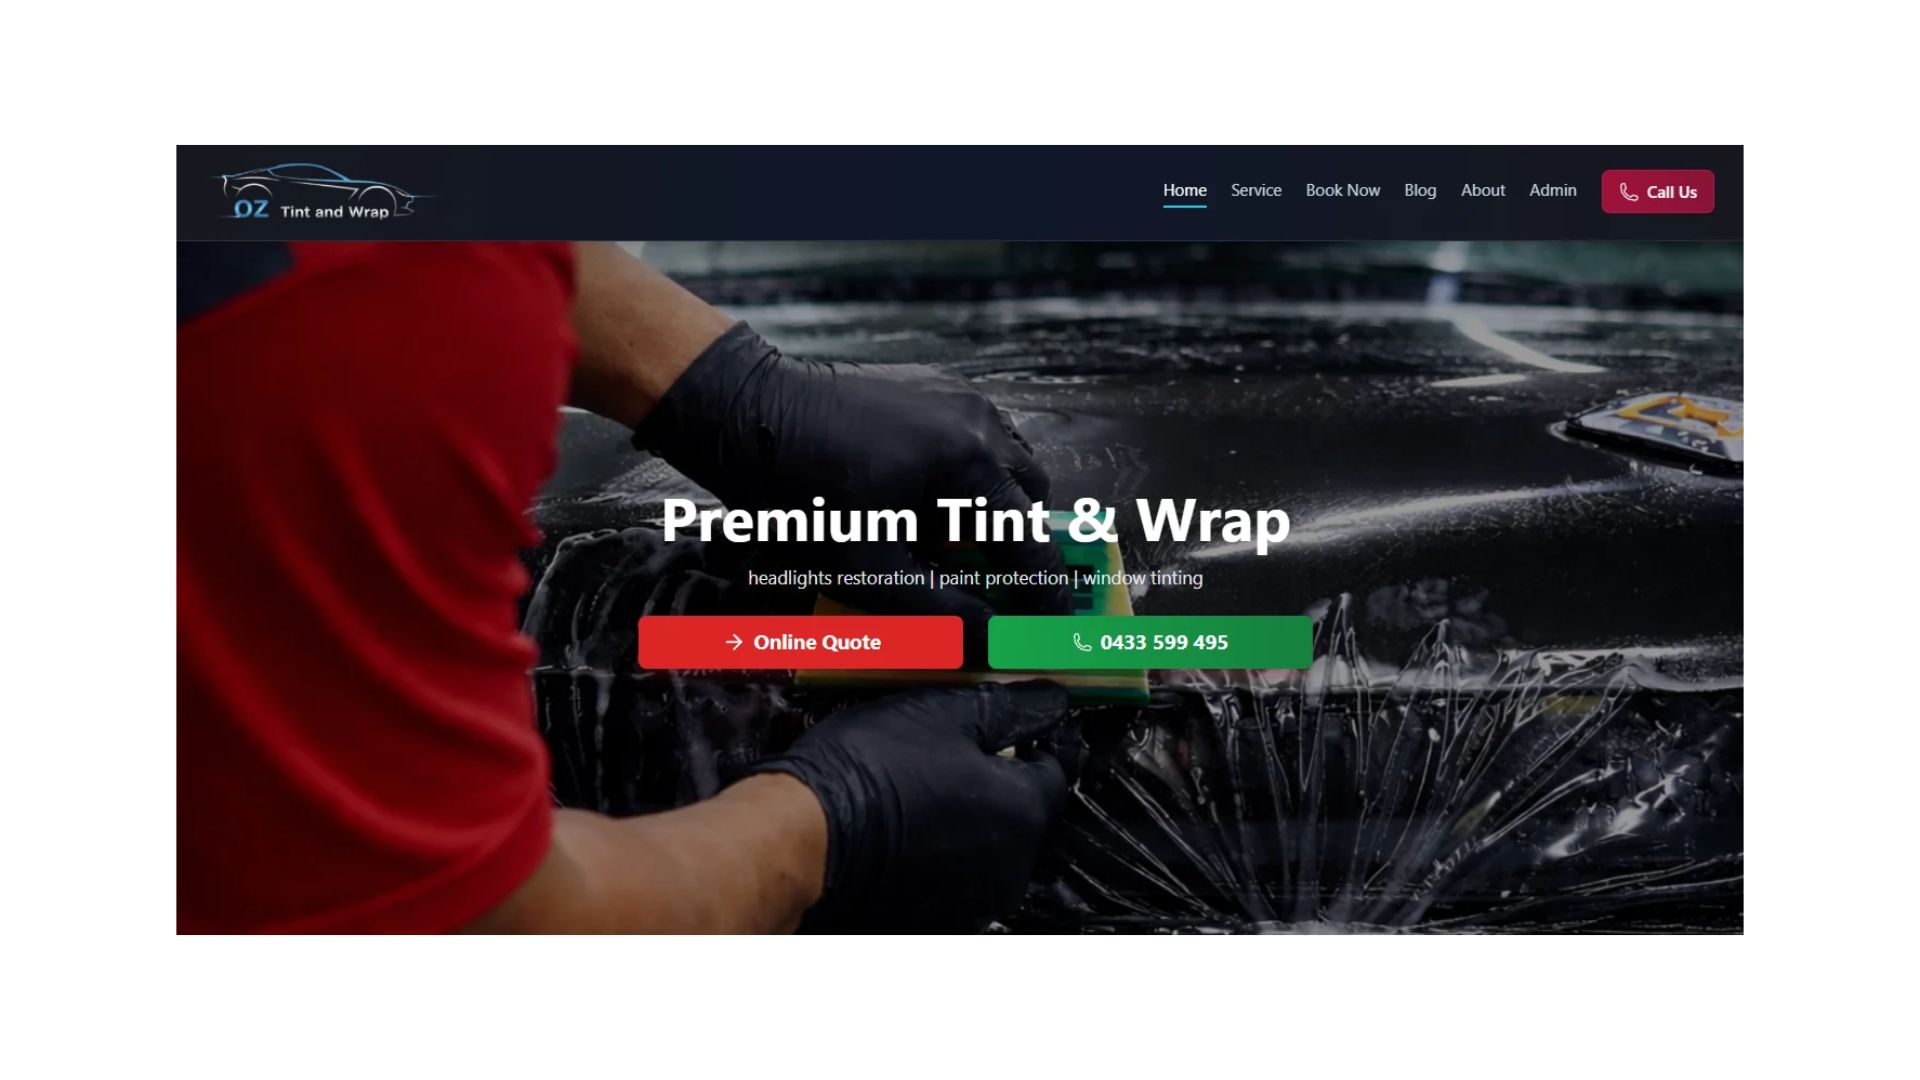 OZ Tint and Wrap
Home Service Book Now Blog About Admin Call Us
Premium Tint & Wrap
headlights restoration | paint protection | window tinting
Online Quote 0433 599 495